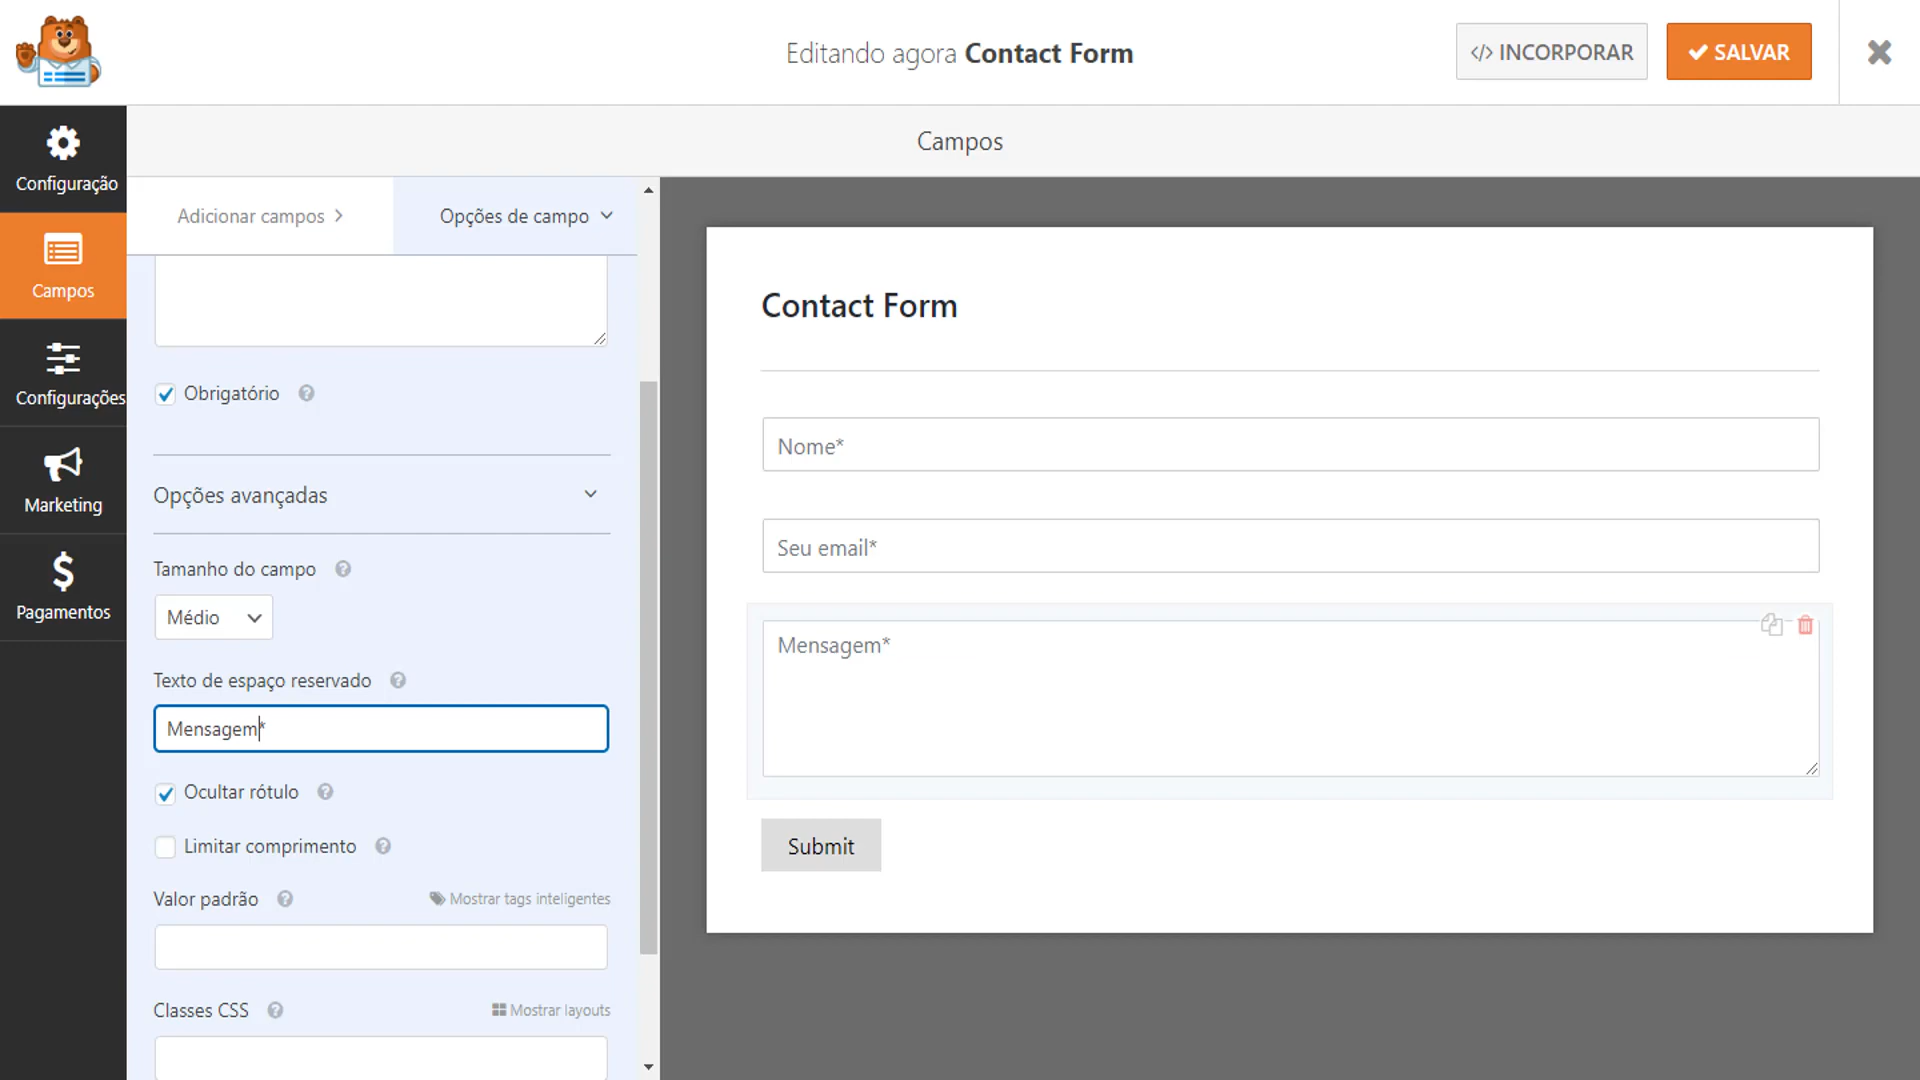 Editando agora Contact Form
</> INCORPORAR
SALVAR
Campos
Configuração
Campos
Configurações
Marketing
Pagamentos
Adicionar campos
Opções de campo
Obrigatório
Opções avançadas
Tamanho do campo
Médio
Texto de espaço reservado
Mensagem*
Ocultar rótulo
Limitar comprimento
Valor padrão
Mostrar tags inteligentes
Classes CSS
Mostrar layouts
Contact Form
Nome*
Seu email*
Mensagem*
Submit